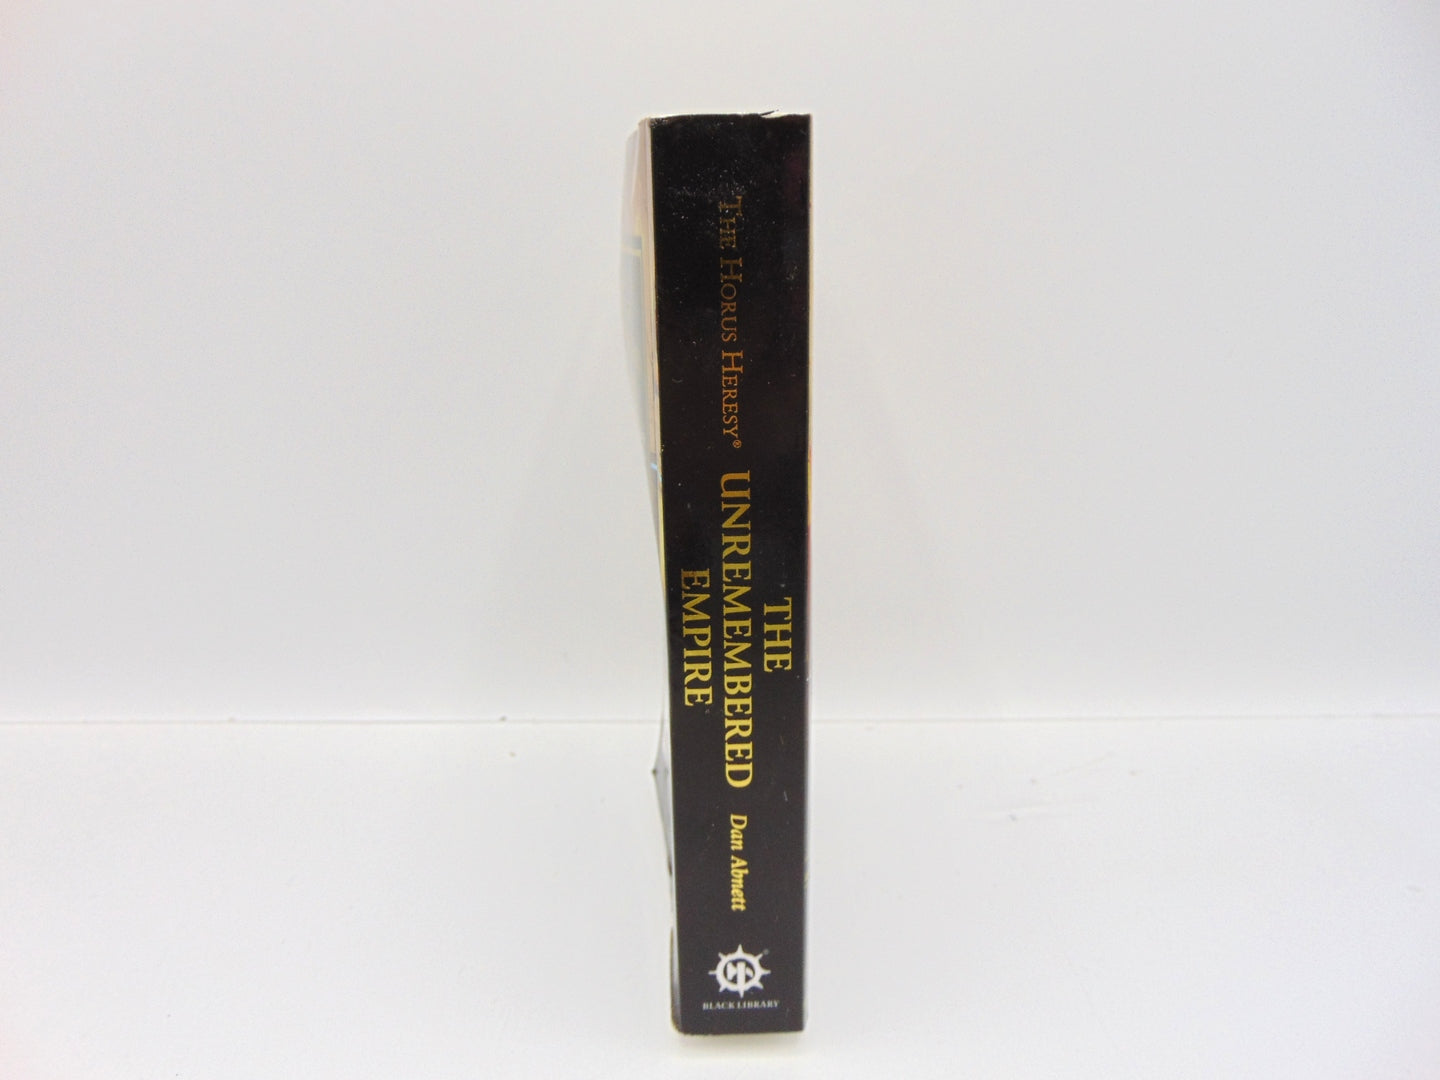 THE HORUS HERESY®
THE
UNREMEMBERED
EMPIRE
Dan Abnett
BLACK LIBRARY